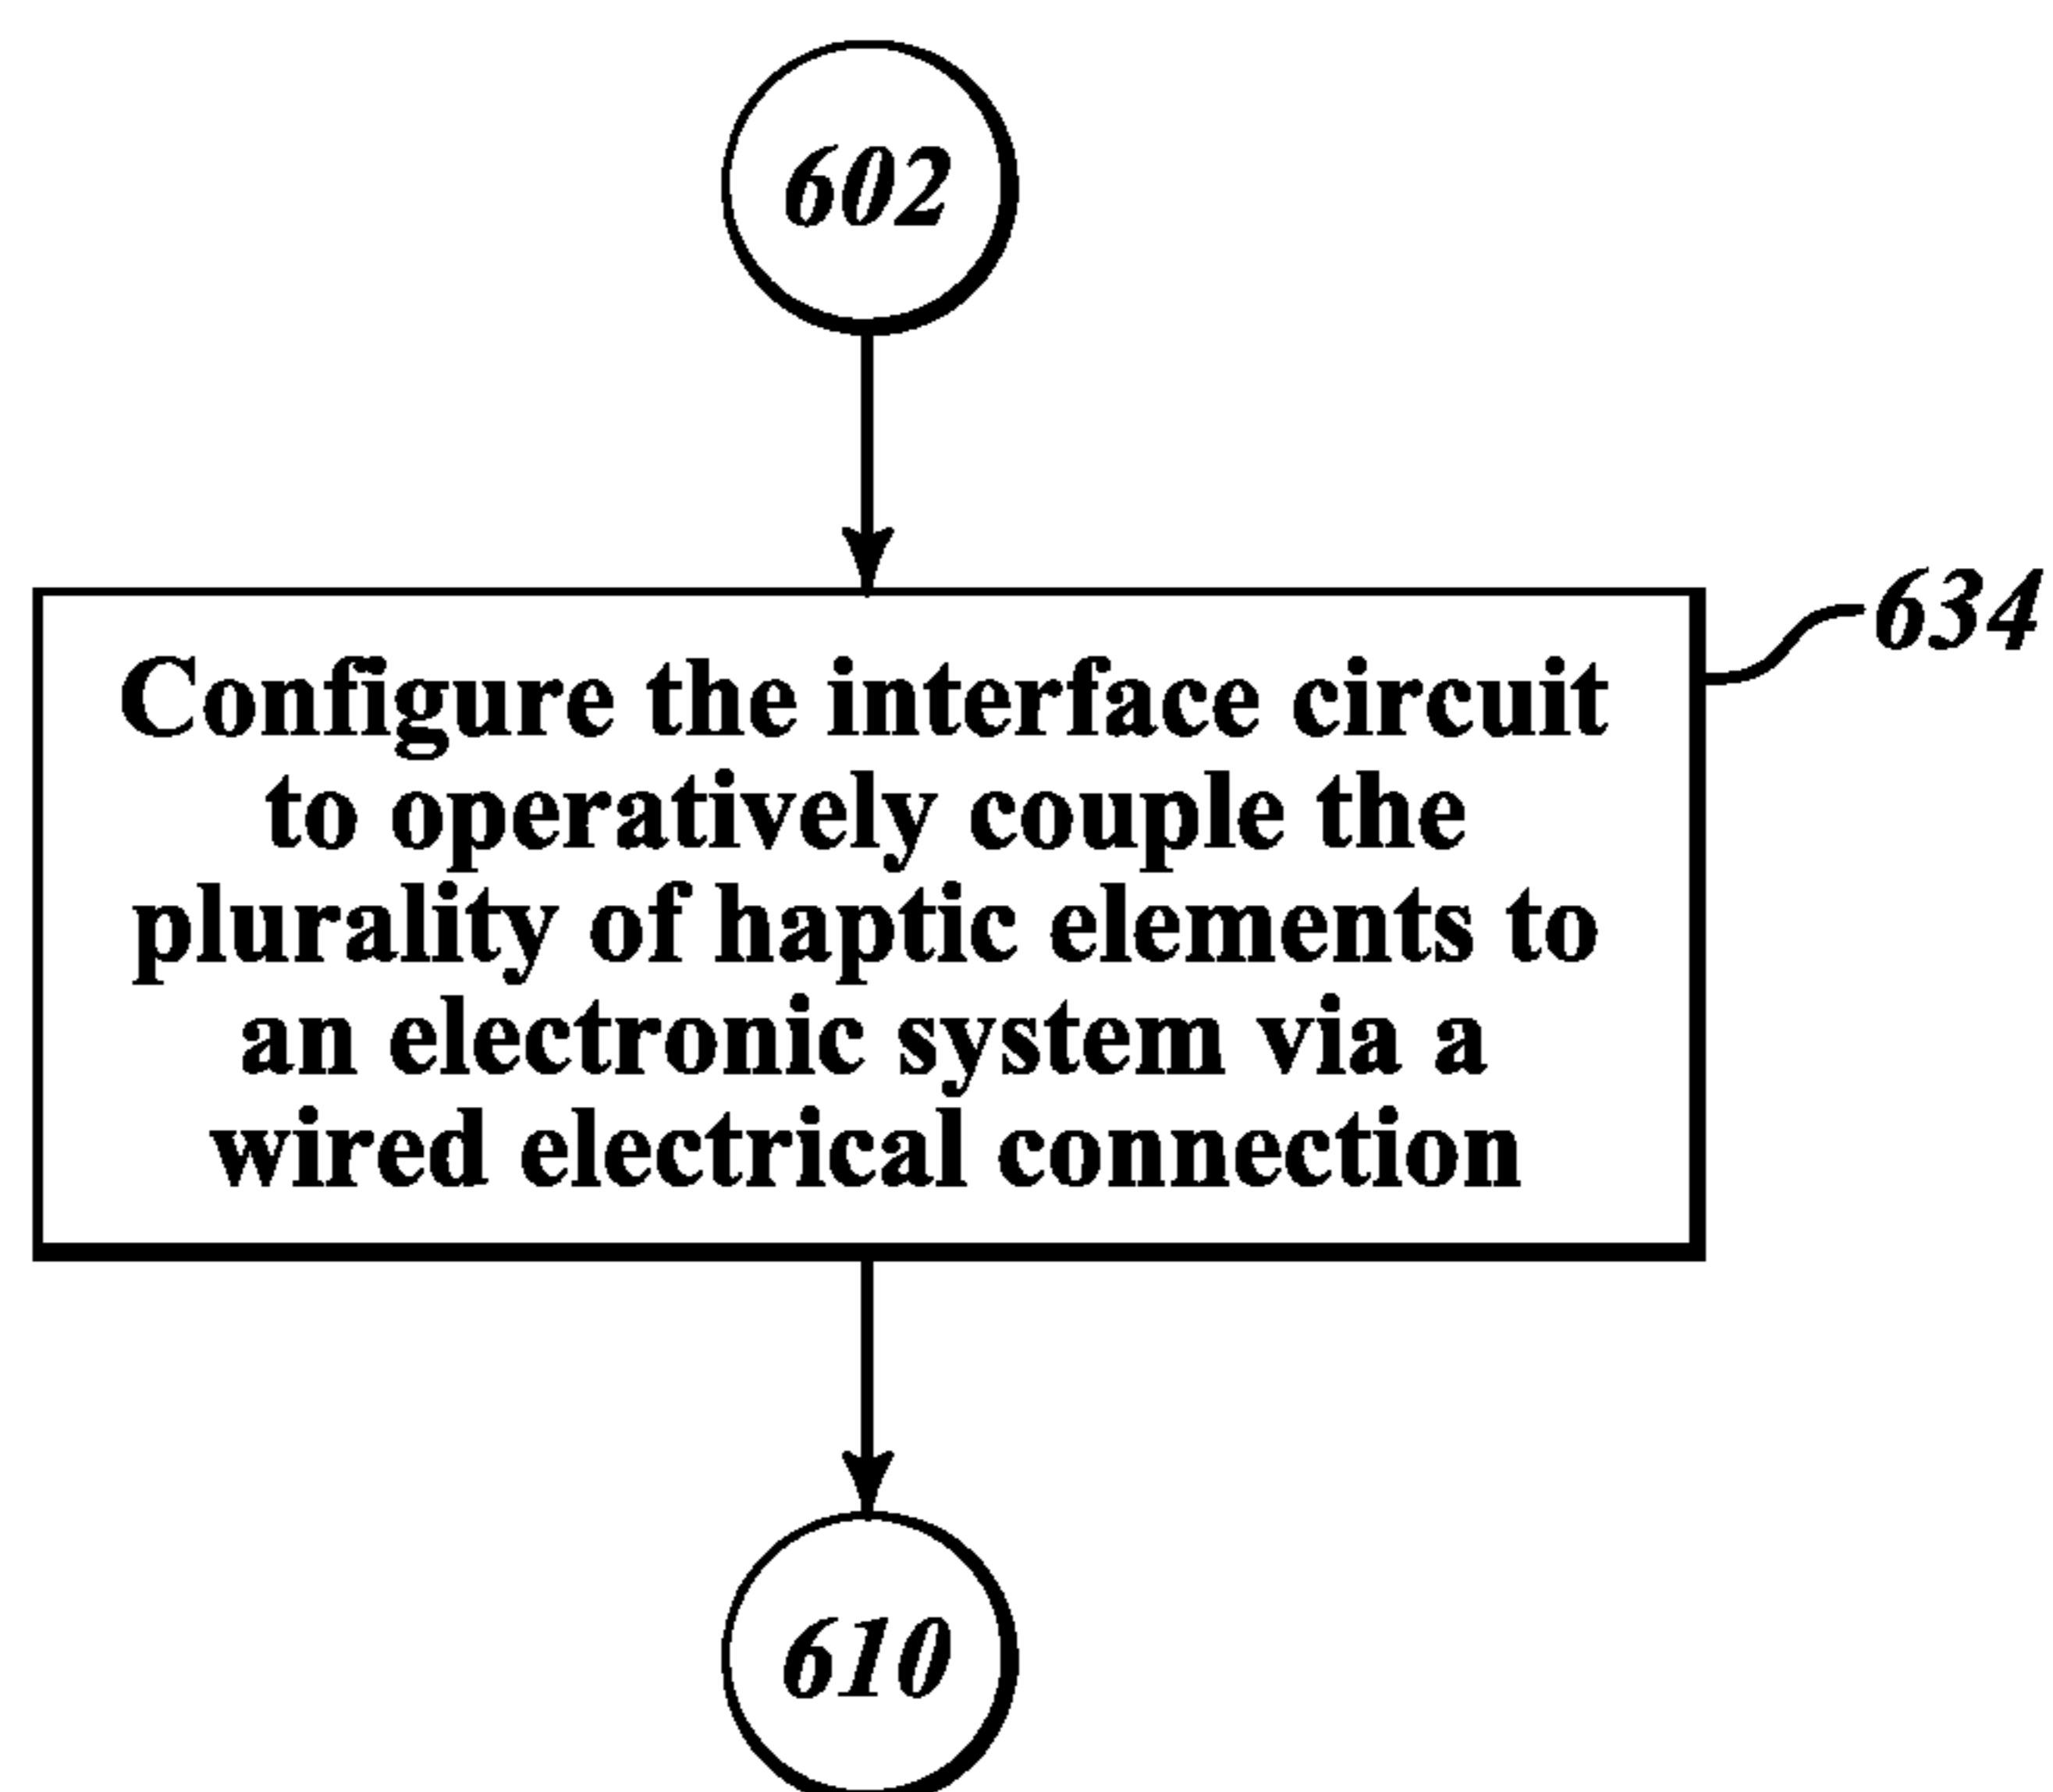 602
634
Configure the interface circuit
to operatively couple the
plurality of haptic elements to
an electronic system via a
wired electrical connection
610